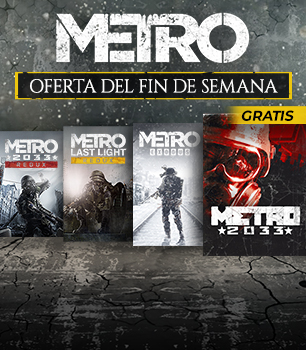 METRO
OFERTA DEL FIN DE SEMANA
GRATIS
METRO
2033
REDUX
METRO
LAST LIGHT
REDUX
METRO
EXODUS
METRO
2033